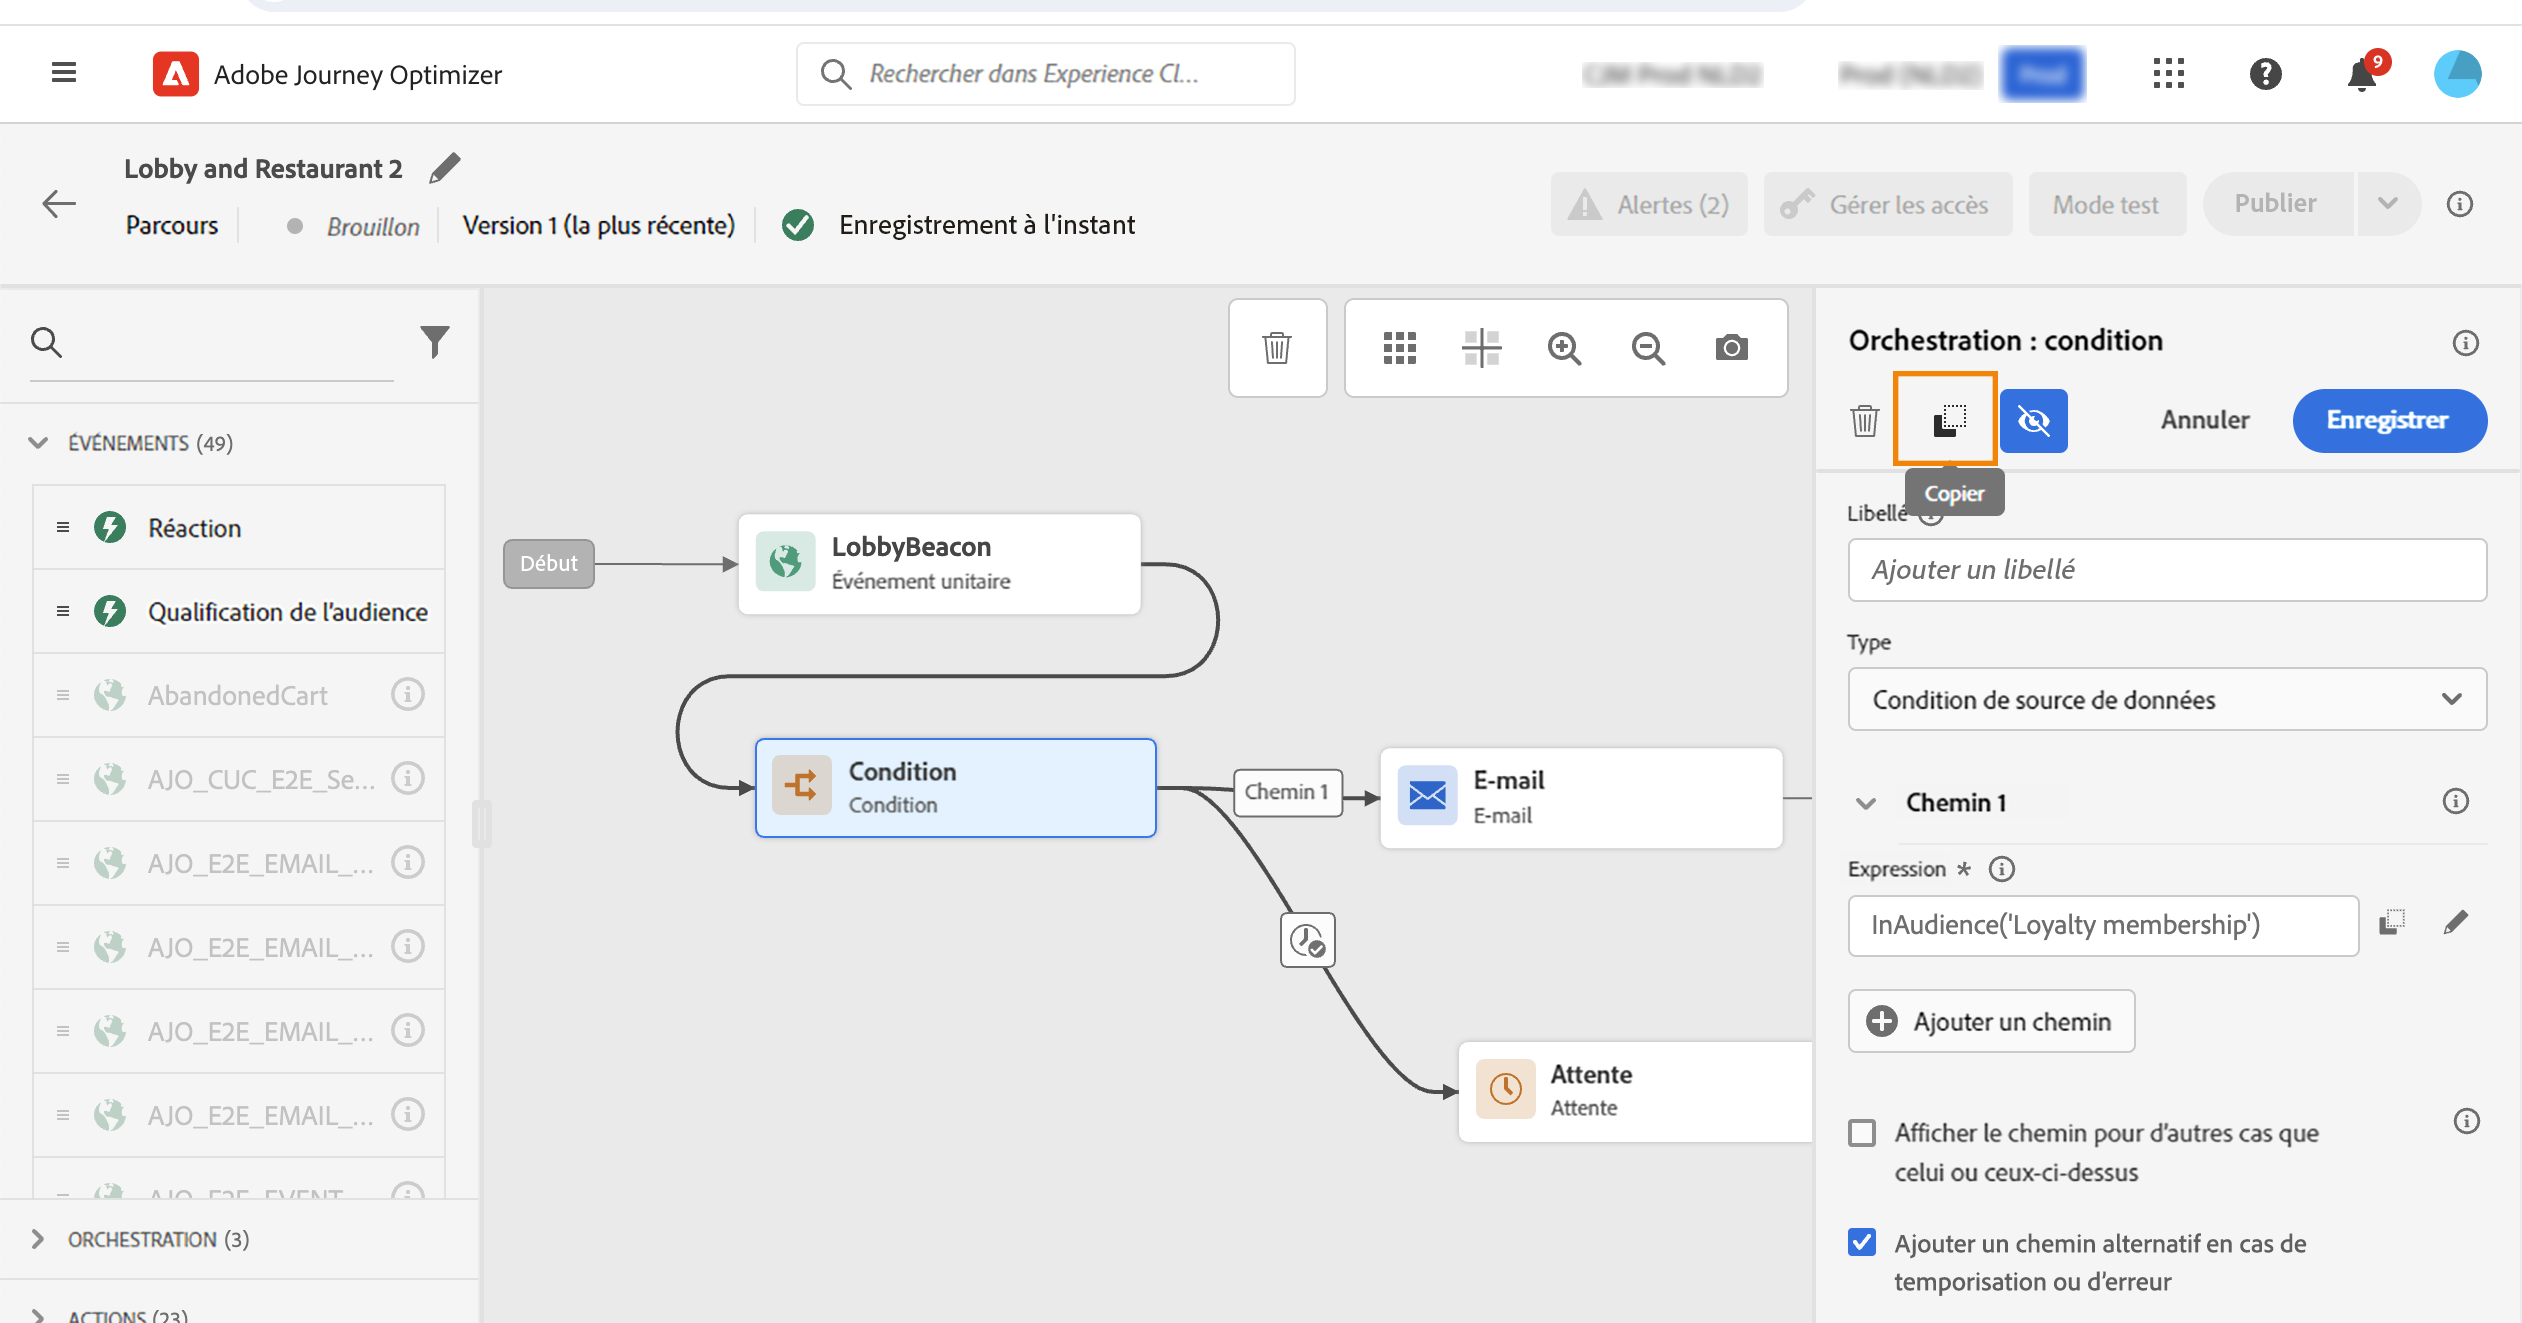 Adobe Journey Optimizer
Rechercher dans Experience Cl...
9
Lobby and Restaurant 2
Parcours
Brouillon
Version 1 (la plus récente)
Enregistrement à l'instant
Alertes (2)
Gérer les accès
Mode test
Publier
ÉVÉNEMENTS (49)
Réaction
Qualification de l'audience
AbandonedCart
AJO_CUC_E2E_Se...
AJO_E2E_EMAIL_...
AJO_E2E_EMAIL_...
AJO_E2E_EMAIL_...
AJO_E2E_EMAIL_...
AJO_E2E_EVENT
ORCHESTRATION (3)
ACTIONS (23)
Début
LobbyBeacon
Événement unitaire
Condition
Condition
Chemin 1
E-mail
E-mail
Attente
Attente
Orchestration : condition
Annuler
Enregistrer
Copier
Libellé
Ajouter un libellé
Type
Condition de source de données
Chemin 1
Expression *
InAudience('Loyalty membership')
Ajouter un chemin
Afficher le chemin pour d'autres cas que
celui ou ceux-ci-dessus
Ajouter un chemin alternatif en cas de
temporisation ou d'erreur